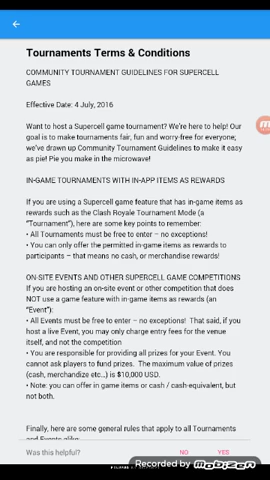 Tournaments Terms & Conditions
COMMUNITY TOURNAMENT GUIDELINES FOR SUPERCELL
GAMES
Effective Date: 4 July, 2016
Want to host a Supercell game tournament? We're here to help! Our
goal is to make tournaments fair, fun and worry-free for everyone;
we've drawn up Community Tournament Guidelines to make it easy
as pie! Pie you make in the microwave!
IN-GAME TOURNAMENTS WITH IN-APP ITEMS AS REWARDS
If you are using a Supercell game feature that has in-game items as
rewards such as the Clash Royale Tournament Mode (a
"Tournament"), here are some key points to remember:
• All Tournaments must be free to enter – no exceptions!
• You can only offer the permitted in-game items as rewards to
participants – that means no cash, or merchandise rewards!
ON-SITE EVENTS AND OTHER SUPERCELL GAME COMPETITIONS
If you are hosting an on-site event or other competition that does
NOT use a game feature with in-game items as rewards (an
"Event"):
• All Events must be free to enter – no exceptions! That said, if you
host a live Event, you may only charge entry fees for the venue
itself, and not the competition
• You are responsible for providing all prizes for your Event. You
cannot ask players to fund prizes. The maximum value of prizes
(cash, merchandize etc...) is $10,000 USD.
• Note: you can offer in game items or cash / cash-equivalent, but
not both.
Finally, here are some general rules that apply to all Tournaments
and Events alike:
Was this helpful? NO YES
Recorded by Mobizen